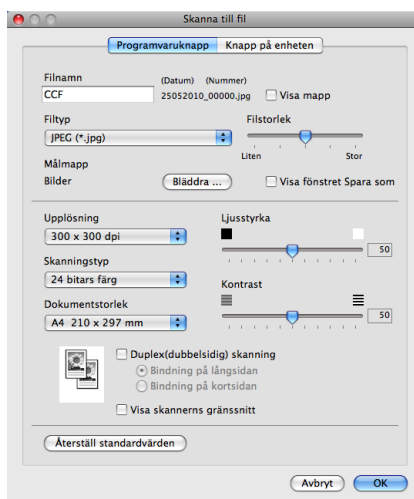 Skanna till fil
Programvaruknapp Knapp på enheten
Filnamn (Datum) (Nummer)
CCF 25052010_00000.jpg Visa mapp
Filtyp Filstorlek
JPEG (*.jpg)
Liten Stor
Målmapp
Bilder Bläddra ... Visa fönstret Spara som
Upplösning Ljusstyrka
300 x 300 dpi
50
Skanningstyp
24 bitars färg
Kontrast
Dokumentstorlek
A4 210 x 297 mm 50
Duplex(dubbelsidig) skanning
Bindning på långsidan
Bindning på kortsidan
Visa skannerns gränssnitt
Återställ standardvärden
Avbryt OK